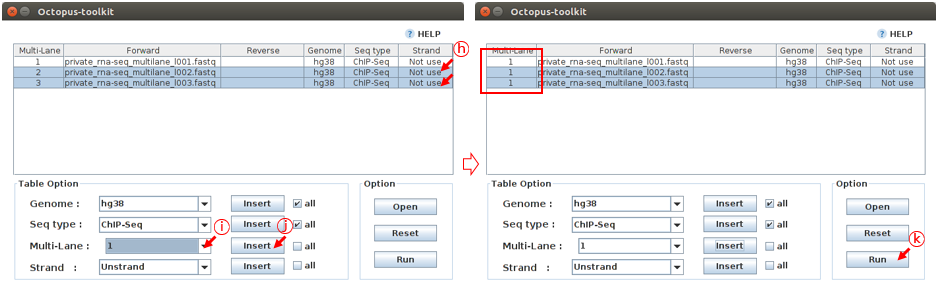 Octopus-toolkit
? HELP
Multi-Lane Forward Reverse Genome Seq type Strand
1 private_rna-seq_multilane_l001.fastq hg38 ChIP-Seq Not use
2 private_rna-seq_multilane_l002.fastq hg38 ChIP-Seq Not use
3 private_rna-seq_multilane_l003.fastq hg38 ChIP-Seq Not use
h
Table Option
Genome : hg38 Insert all
Seq type : ChIP-Seq Insert all
Multi-Lane : 1 Insert all
Strand : Unstrand Insert all
i
j
Option
Open
Reset
Run
Octopus-toolkit
? HELP
Multi-Lane Forward Reverse Genome Seq type Strand
1 private_rna-seq_multilane_l001.fastq hg38 ChIP-Seq Not use
1 private_rna-seq_multilane_l002.fastq hg38 ChIP-Seq Not use
1 private_rna-seq_multilane_l003.fastq hg38 ChIP-Seq Not use
Table Option
Genome : hg38 Insert all
Seq type : ChIP-Seq Insert all
Multi-Lane : 1 Insert all
Strand : Unstrand Insert all
Option
Open
Reset
Run
k